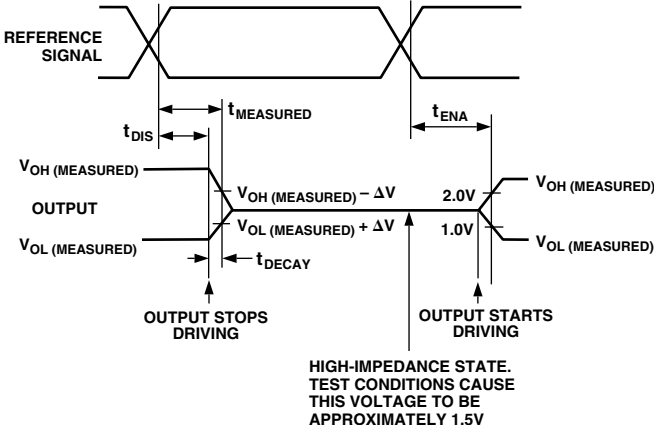 REFERENCE
SIGNAL
tMEASURED
tDIS
tENA
VOH (MEASURED)
VOH (MEASURED) – ΔV
2.0V
VOH (MEASURED)
OUTPUT
VOL (MEASURED) + ΔV
1.0V
VOL (MEASURED)
VOL (MEASURED)
tDECAY
OUTPUT STOPS
DRIVING
OUTPUT STARTS
DRIVING
HIGH-IMPEDANCE STATE.
TEST CONDITIONS CAUSE
THIS VOLTAGE TO BE
APPROXIMATELY 1.5V